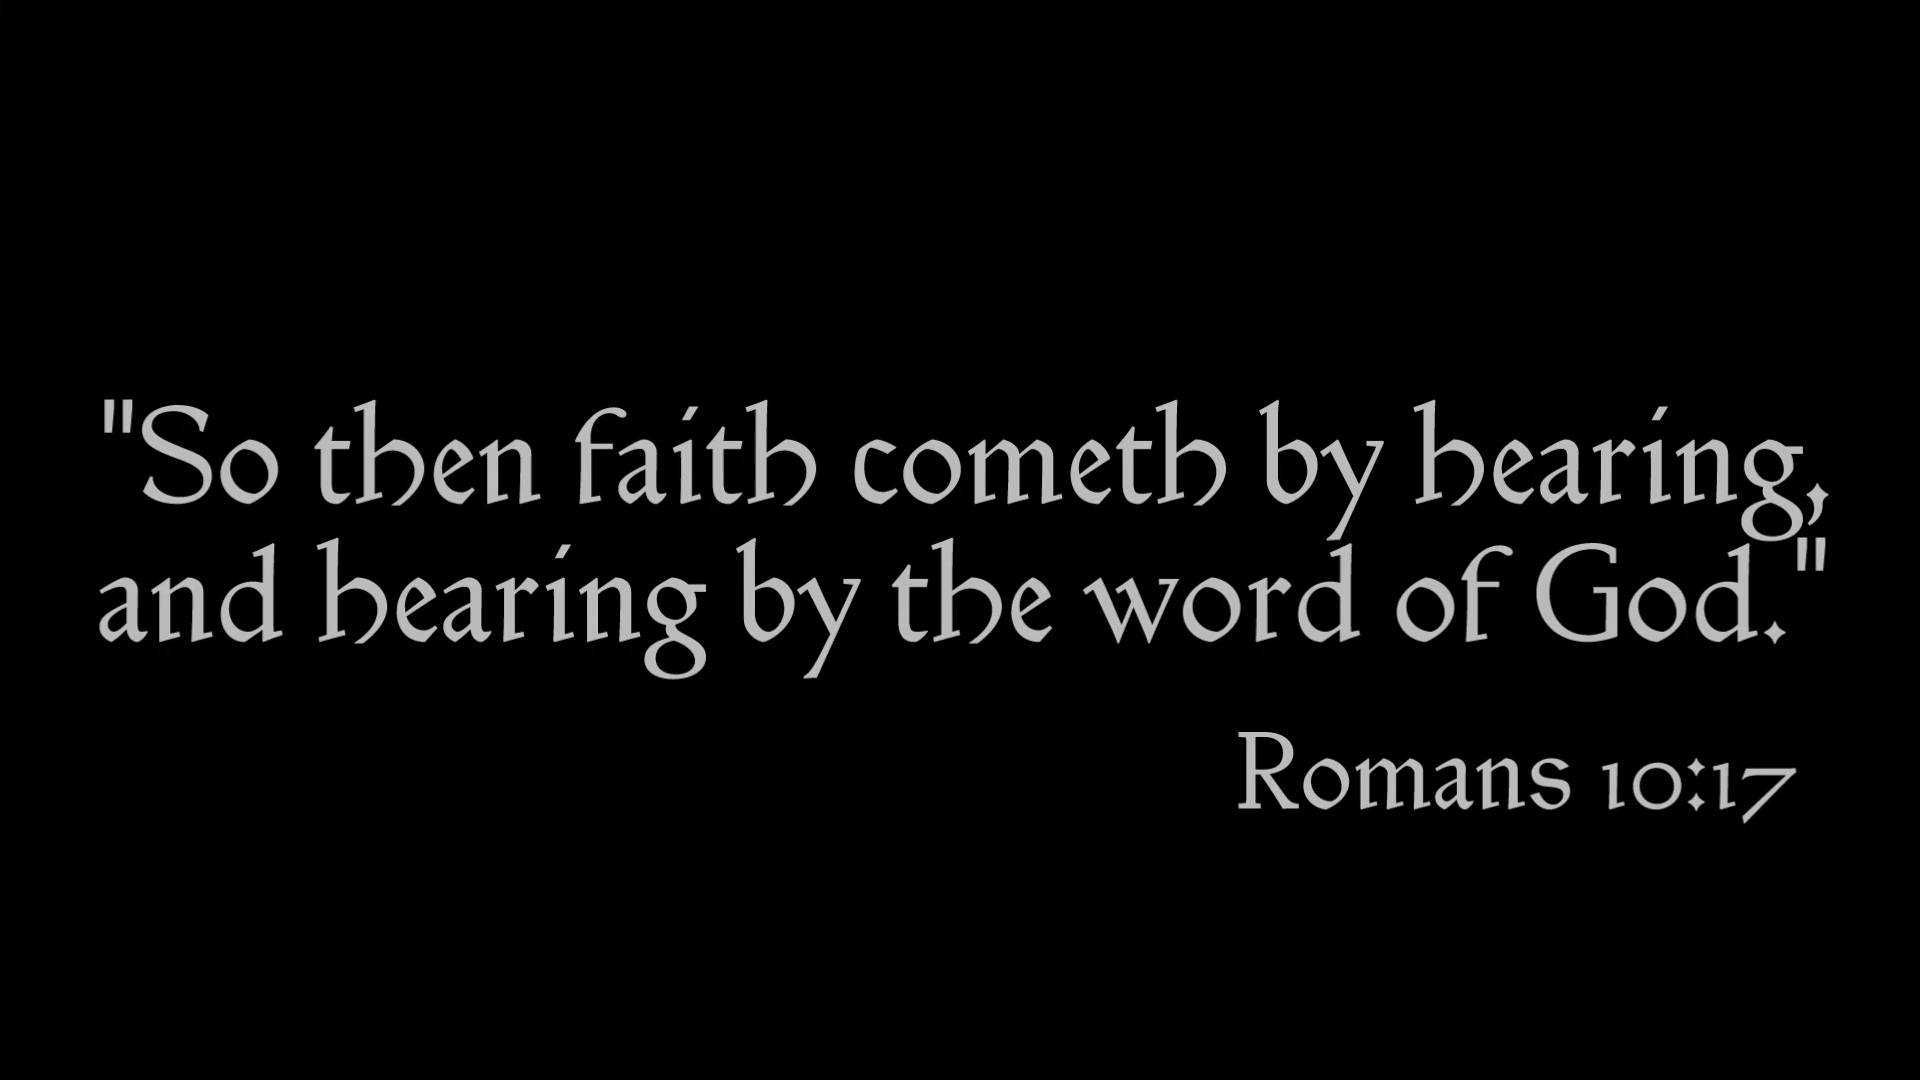 "So then faith cometh by hearing,
and hearing by the word of God."
Romans 10:17